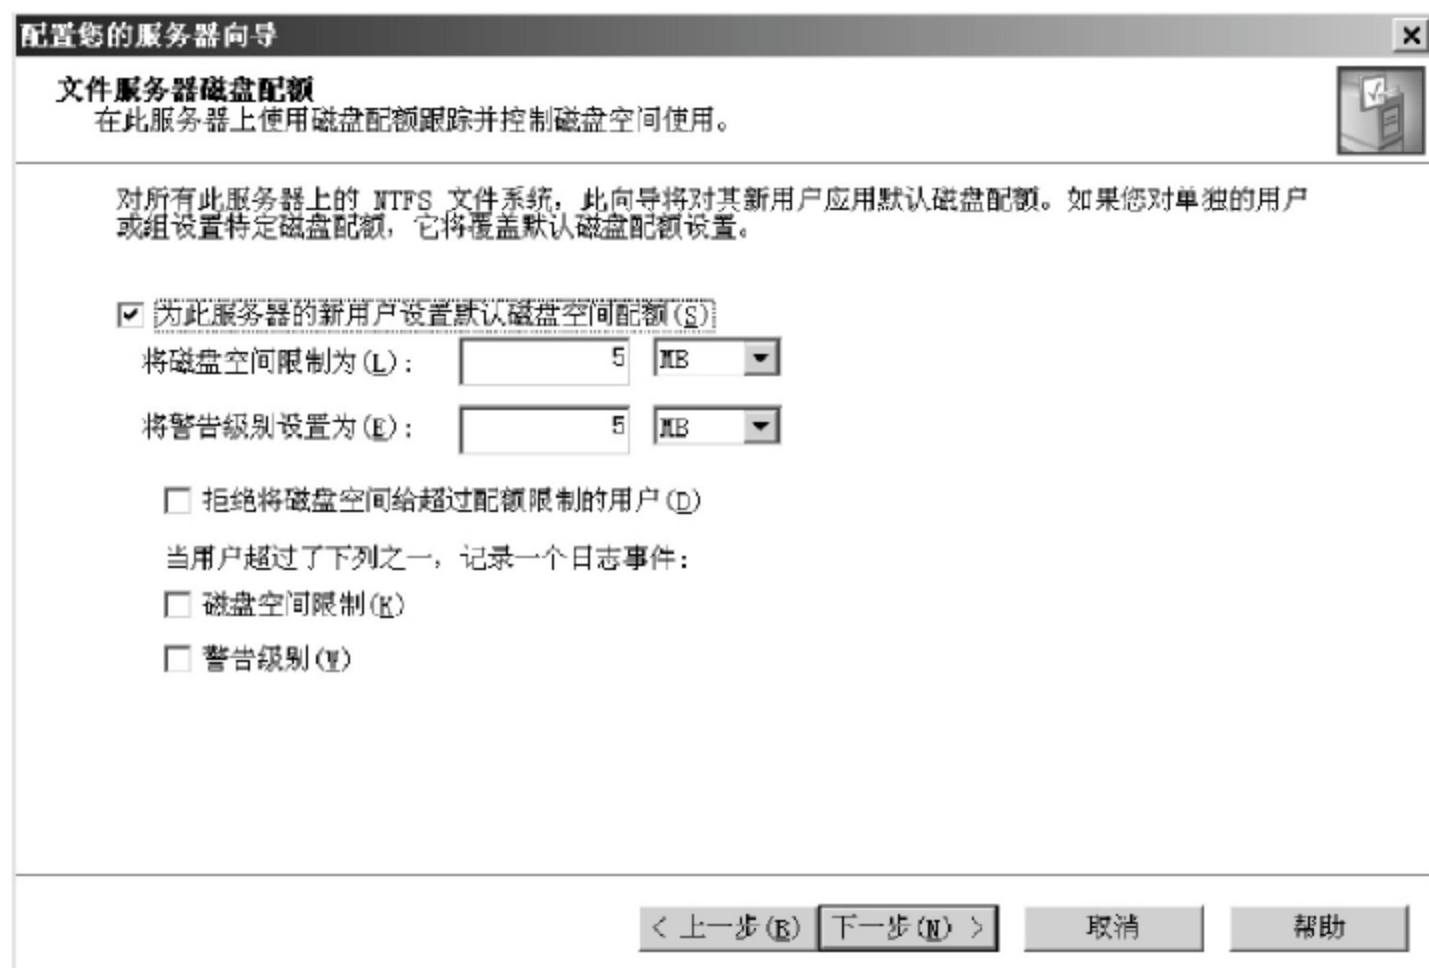 配置您的服务器向导
文件服务器磁盘配额
在此服务器上使用磁盘配额跟踪并控制磁盘空间使用。
对所有此服务器上的 NTFS 文件系统，此向导将对其新用户应用默认磁盘配额。如果您对单独的用户
或组设置特定磁盘配额，它将覆盖默认磁盘配额设置。
为此服务器的新用户设置默认磁盘空间配额(S)
将磁盘空间限制为(L)： 5 MB
将警告级别设置为(E)： 5 MB
拒绝将磁盘空间给超过配额限制的用户(D)
当用户超过了下列之一，记录一个日志事件：
磁盘空间限制(K)
警告级别(W)
< 上一步(B) 下一步(N) > 取消 帮助